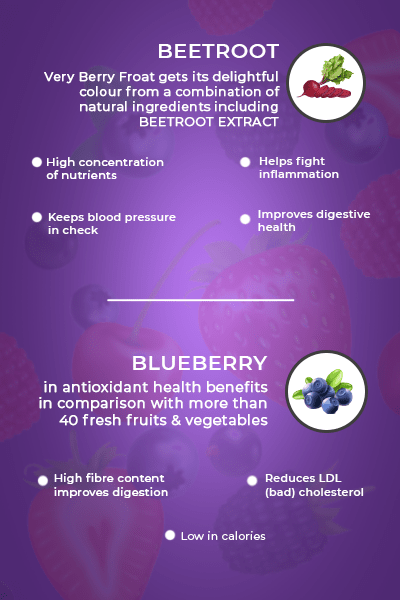 BEETROOT
Very Berry Froat gets its delightful
colour from a combination of
natural ingredients including
BEETROOT EXTRACT
High concentration
of nutrients
Helps fight
inflammation
Keeps blood pressure
in check
Improves digestive
health
BLUEBERRY
in antioxidant health benefits
in comparison with more than
40 fresh fruits & vegetables
High fibre content
improves digestion
Reduces LDL
(bad) cholesterol
Low in calories